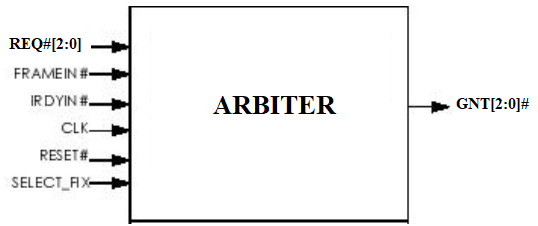 REQ#[2:0]
FRAMEIN#
IRDYIN#
CLK
RESET#
SELECT_FIX
ARBITER
GNT[2:0]#